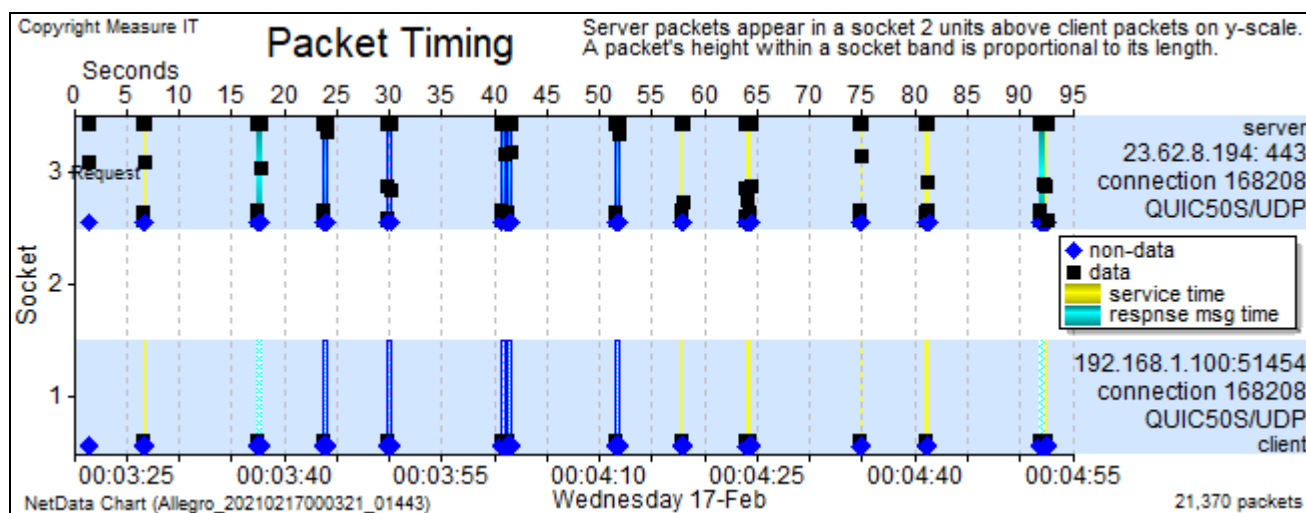 Copyright Measure IT
Packet Timing
Server packets appear in a socket 2 units above client packets on y-scale.
A packet's height within a socket band is proportional to its length.
Seconds
0 5 10 15 20 25 30 35 40 45 50 55 60 65 70 75 80 85 90 95
server
23.62.8.194: 443
connection 168208
QUIC50S/UDP
3
Request
Socket
2
non-data
data
service time
respnse msg time
1
192.168.1.100:51454
connection 168208
QUIC50S/UDP
client
00:03:25 00:03:40 00:03:55 00:04:10 00:04:25 00:04:40 00:04:55
Wednesday 17-Feb
NetData Chart (Allegro_20210217000321_01443)
21,370 packets